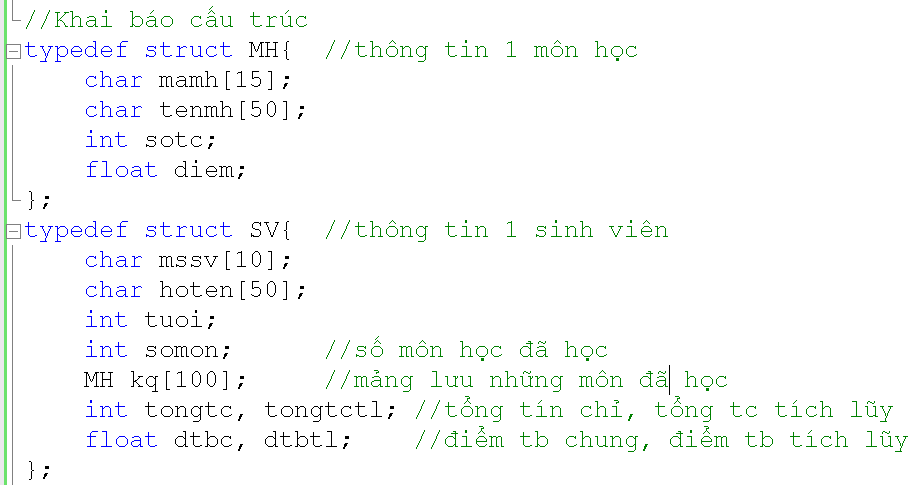 //Khai báo cấu trúc
typedef struct MH{  //thông tin 1 môn học
    char mamh[15];
    char tenmh[50];
    int sotc;
    float diem;
};
typedef struct SV{  //thông tin 1 sinh viên
    char mssv[10];
    char hoten[50];
    int tuoi;
    int somon;      //số môn học đã học
    MH kq[100];     //mảng lưu những môn đã học
    int tongtc, tongtctl; //tổng tín chỉ, tổng tc tích lũy
    float dtbc, dtbtl;    //điểm tb chung, điểm tb tích lũy
};